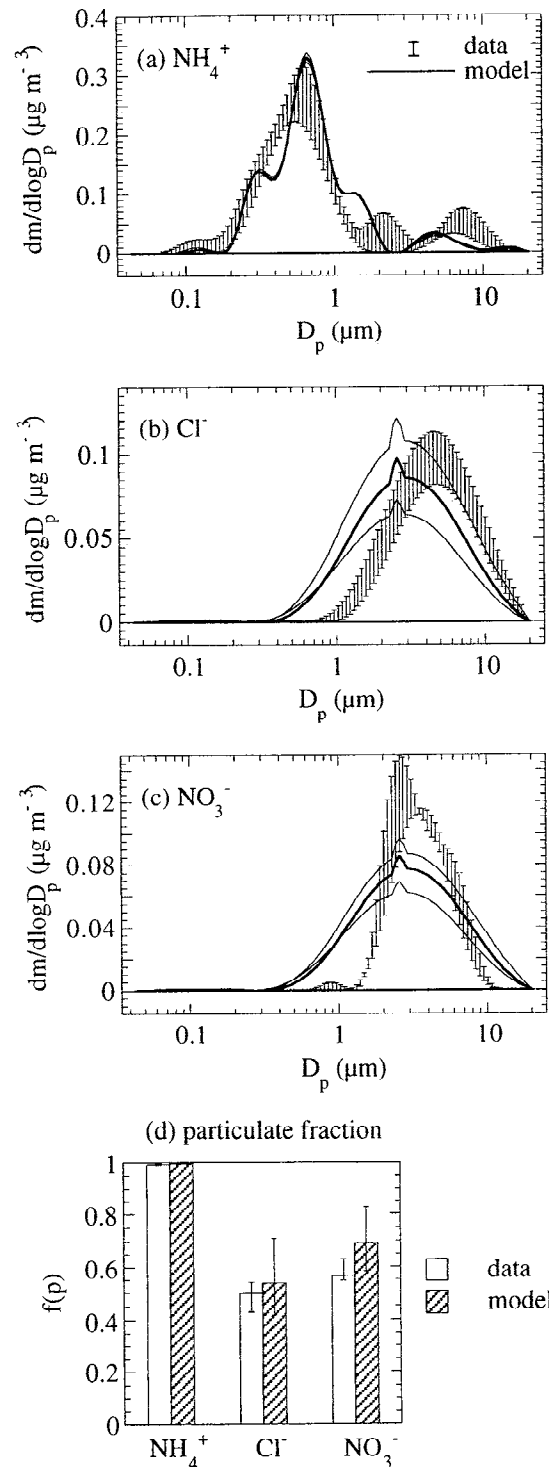 (a) NH₄⁺
data
model
0.4
0.3
0.2
0.1
0
dm/dlogDₚ (µg m⁻³)
0.1 1 10
Dₚ (µm)
(b) Cl⁻
0.1
0.05
0
dm/dlogDₚ (µg m⁻³)
0.1 1 10
Dₚ (µm)
(c) NO₃⁻
0.12
0.08
0.04
0
dm/dlogDₚ (µg m⁻³)
0.1 1 10
Dₚ (µm)
(d) particulate fraction
1
0.8
0.6
0.4
0.2
0
f(p)
data
model
NH₄⁺ Cl⁻ NO₃⁻